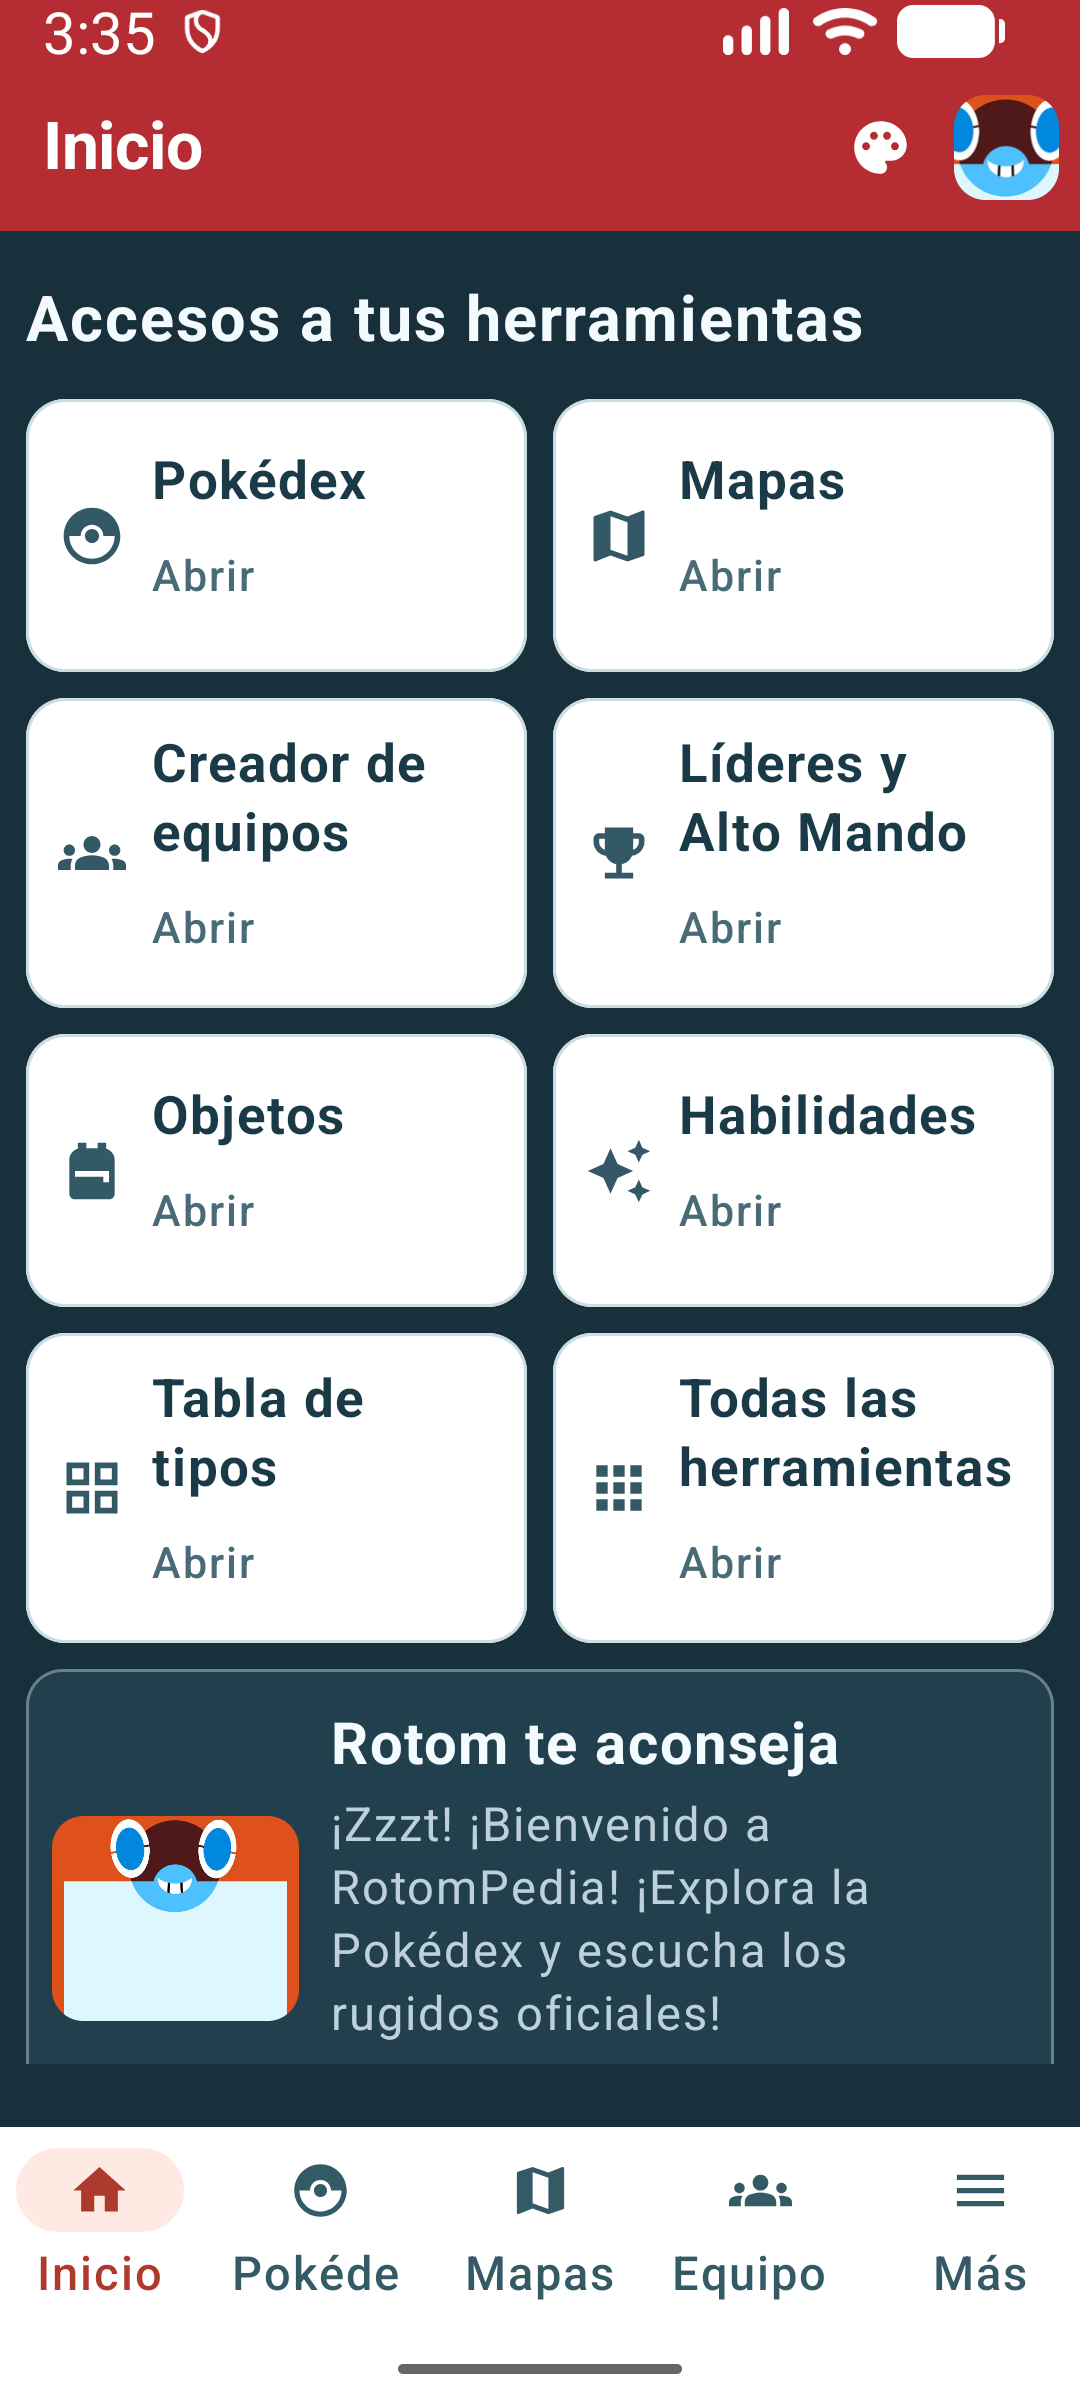 3:35
Inicio
Accesos a tus herramientas
Pokédex
Abrir
Mapas
Abrir
Creador de
equipos
Abrir
Líderes y
Alto Mando
Abrir
Objetos
Abrir
Habilidades
Abrir
Tabla de
tipos
Abrir
Todas las
herramientas
Abrir
Rotom te aconseja
¡Zzzt! ¡Bienvenido a
RotomPedia! ¡Explora la
Pokédex y escucha los
rugidos oficiales!
Inicio
Pokéde
Mapas
Equipo
Más